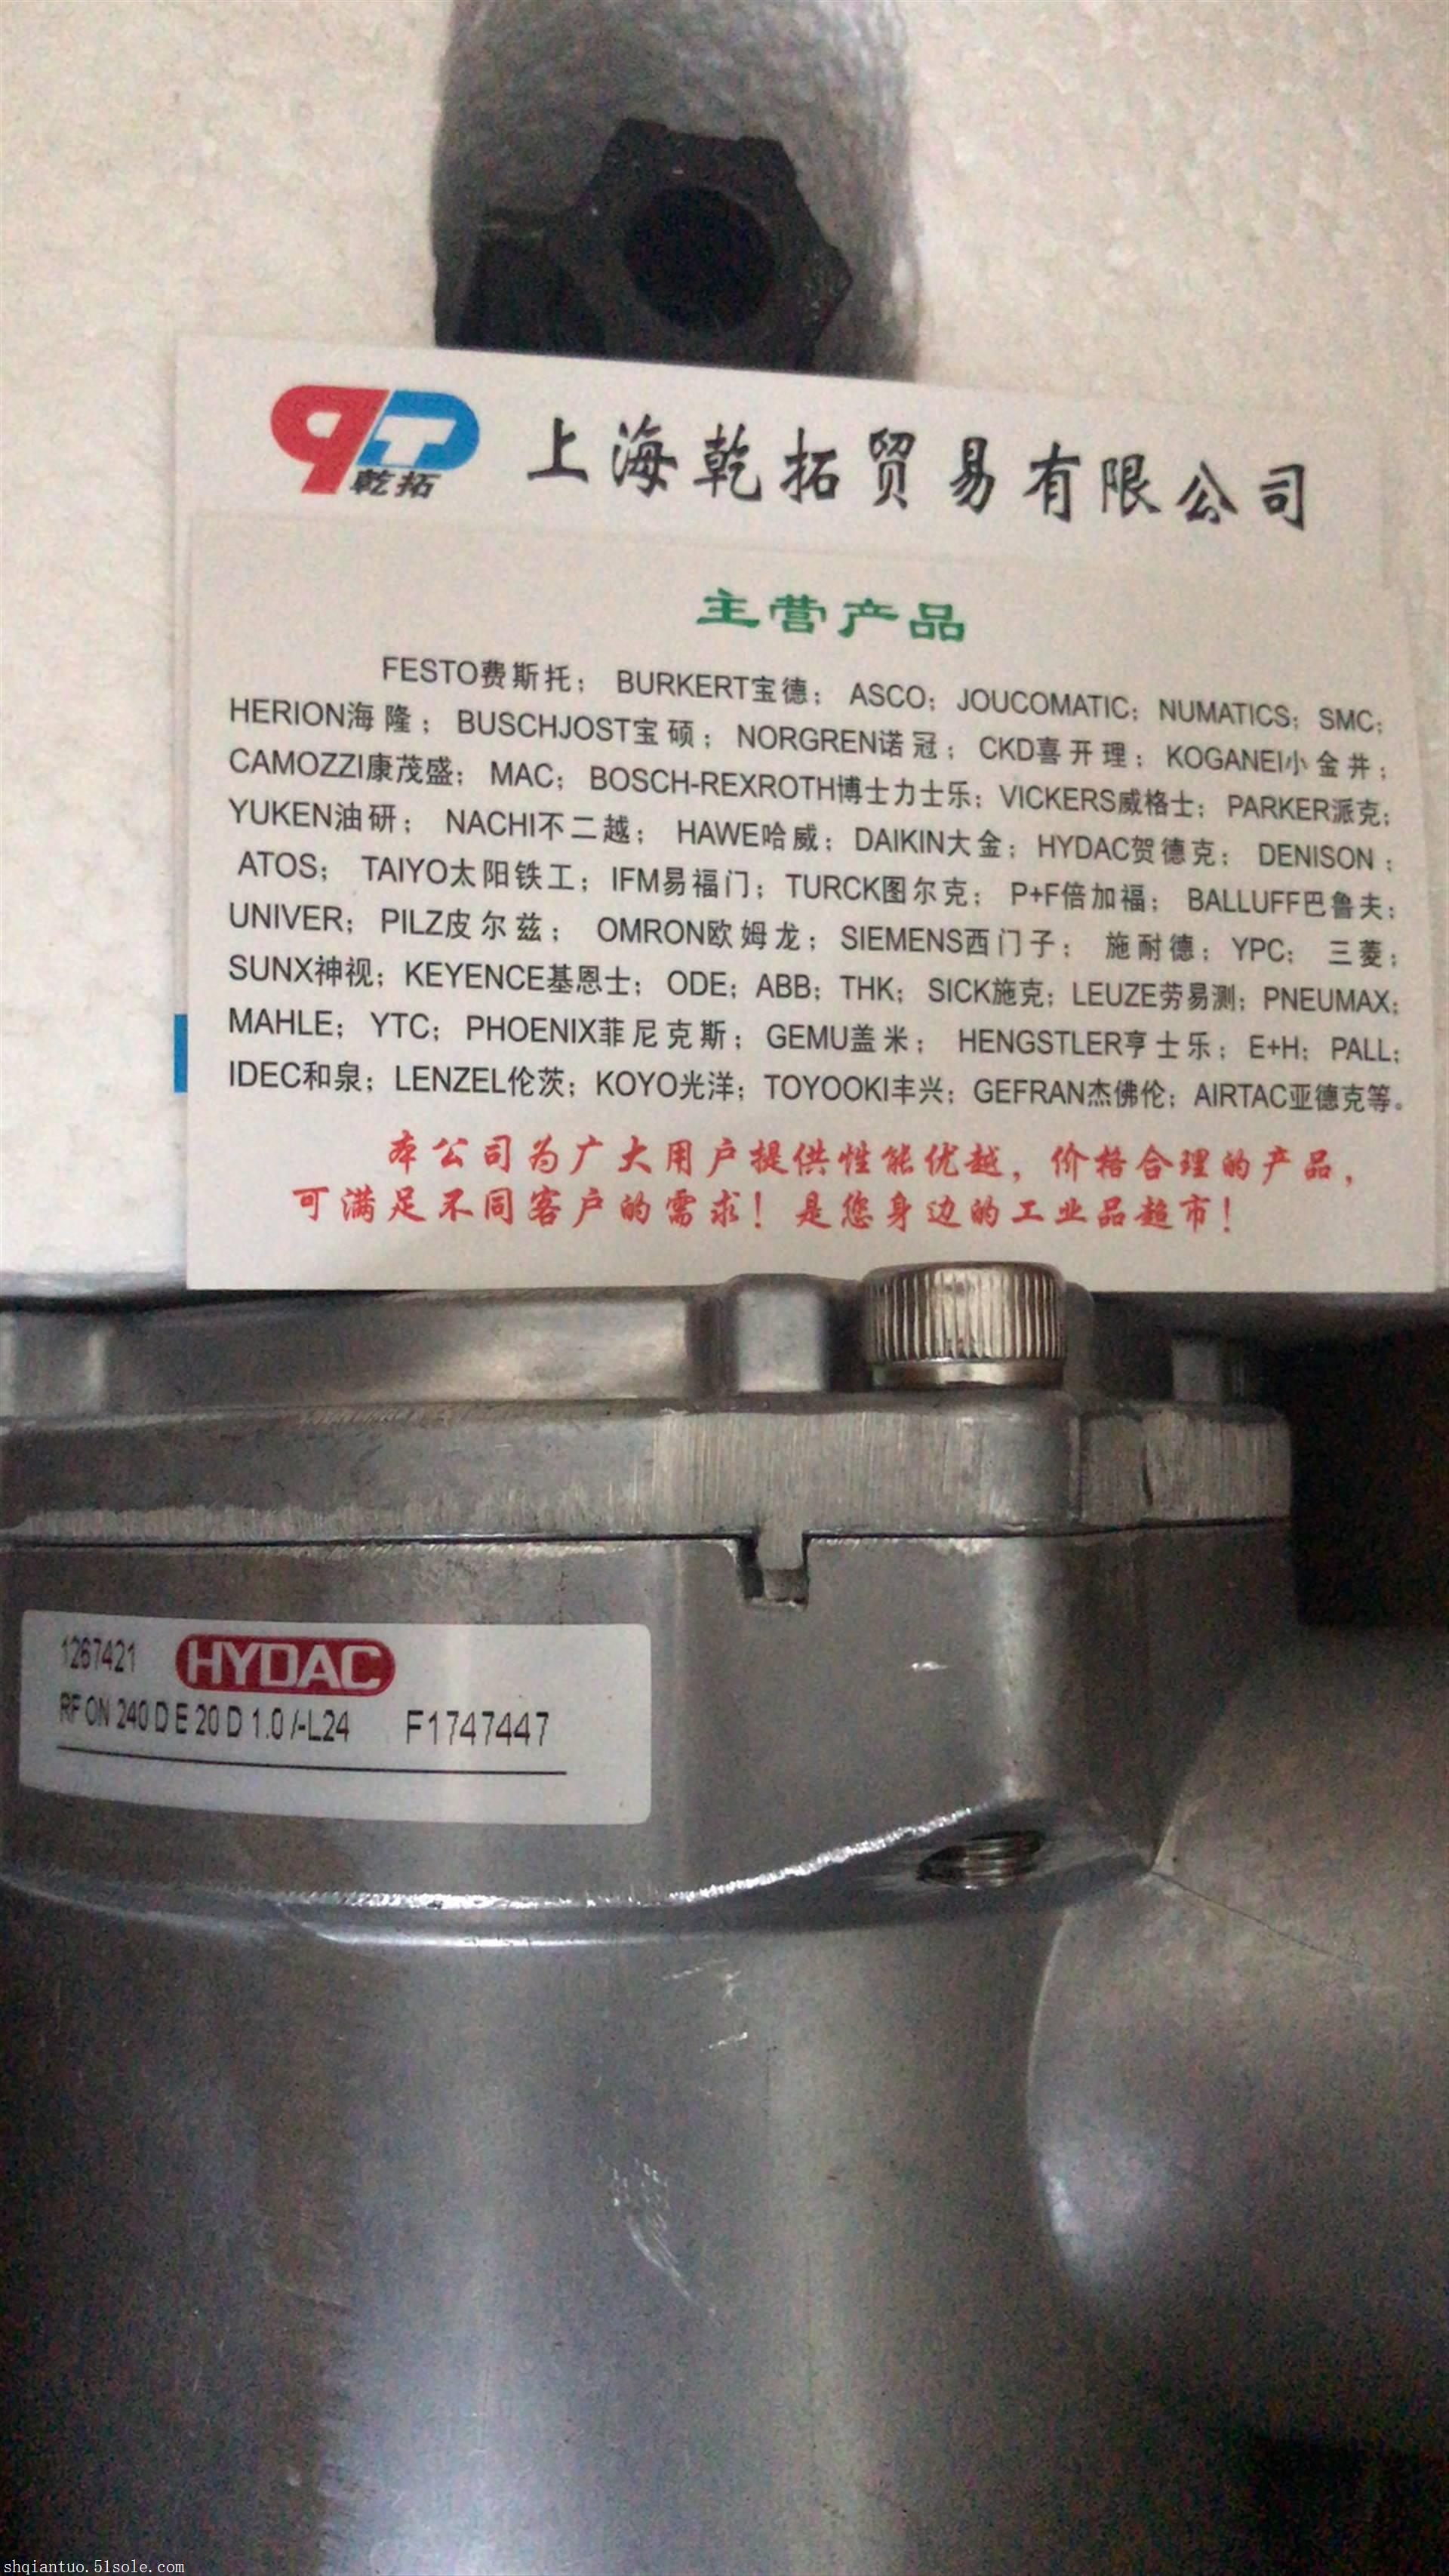 乾拓
上海乾拓贸易有限公司
主营产品
FESTO费斯托； BURKERT宝德； ASCO； JOUCOMATIC； NUMATICS； SMC；
HERION海隆； BUSCHJOST宝硕； NORGREN诺冠； CKD喜开理； KOGANEI小金井；
CAMOZZI康茂盛； MAC； BOSCH-REXROTH博士力士乐； VICKERS威格士； PARKER派克；
YUKEN油研； NACHI不二越； HAWE哈威； DAIKIN大金； HYDAC贺德克； DENISON；
ATOS； TAIYO太阳铁工； IFM易福门； TURCK图尔克； P+F倍加福； BALLUFF巴鲁夫；
UNIVER； PILZ皮尔兹； OMRON欧姆龙； SIEMENS西门子； 施耐德； YPC； 三菱；
SUNX神视； KEYENCE基恩士； ODE； ABB； THK； SICK施克； LEUZE劳易测； PNEUMAX；
MAHLE； YTC； PHOENIX菲尼克斯； GEMU盖米； HENGSTLER亨士乐； E+H； PALL；
IDEC和泉； LENZEL伦茨； KOYO光洋； TOYOOKI丰兴； GEFRAN杰佛伦； AIRTAC亚德克等。
本公司为广大用户提供性能优越，价格合理的产品，
可满足不同客户的需求！是您身边的工业品超市！
1267421 HYDAC
RF ON 240 D E 20 D 1.0 /-L24 F1747447
shqiantuo.51sole.com